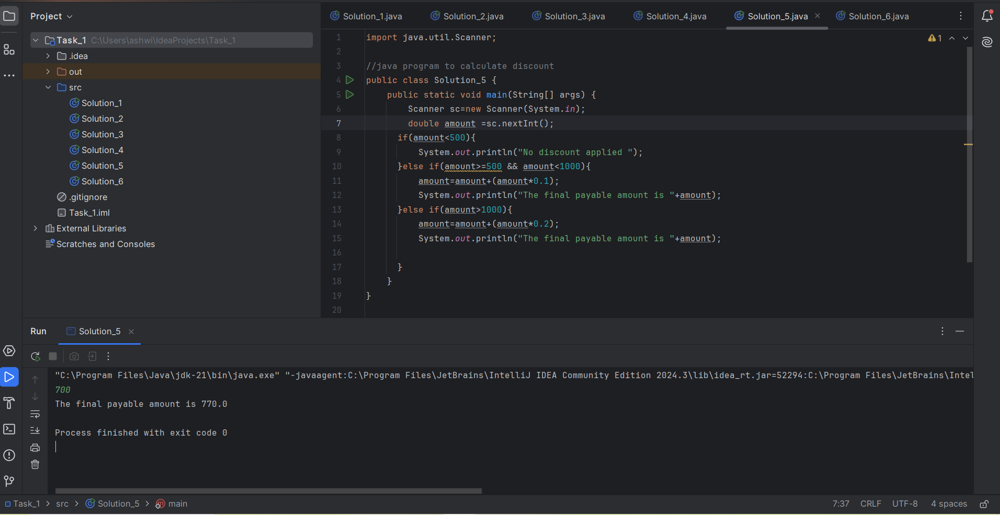 Project
Solution_1.java Solution_2.java Solution_3.java Solution_4.java Solution_5.java Solution_6.java
Task_1 C:\Users\ashwi\IdeaProjects\Task_1
.idea
out
src
Solution_1
Solution_2
Solution_3
Solution_4
Solution_5
Solution_6
.gitignore
Task_1.iml
External Libraries
Scratches and Consoles
1 import java.util.Scanner;
2
3 //java program to calculate discount
4 public class Solution_5 {
5 public static void main(String[] args) {
6 Scanner sc=new Scanner(System.in);
7 double amount =sc.nextInt();
8 if(amount<500){
9 System.out.println("No discount applied ");
10 }else if(amount>=500 && amount<1000){
11 amount=amount+(amount*0.1);
12 System.out.println("The final payable amount is "+amount);
13 }else if(amount>1000){
14 amount=amount+(amount*0.2);
15 System.out.println("The final payable amount is "+amount);
16
17 }
18 }
19 }
20
1
Run Solution_5
"C:\Program Files\Java\jdk-21\bin\java.exe" "-javaagent:C:\Program Files\JetBrains\IntelliJ IDEA Community Edition 2024.3\lib\idea_rt.jar=52294:C:\Program Files\JetBrains\Intel
700
The final payable amount is 770.0
Process finished with exit code 0
Task_1 > src > Solution_5 > main
7:37 CRLF UTF-8 4 spaces